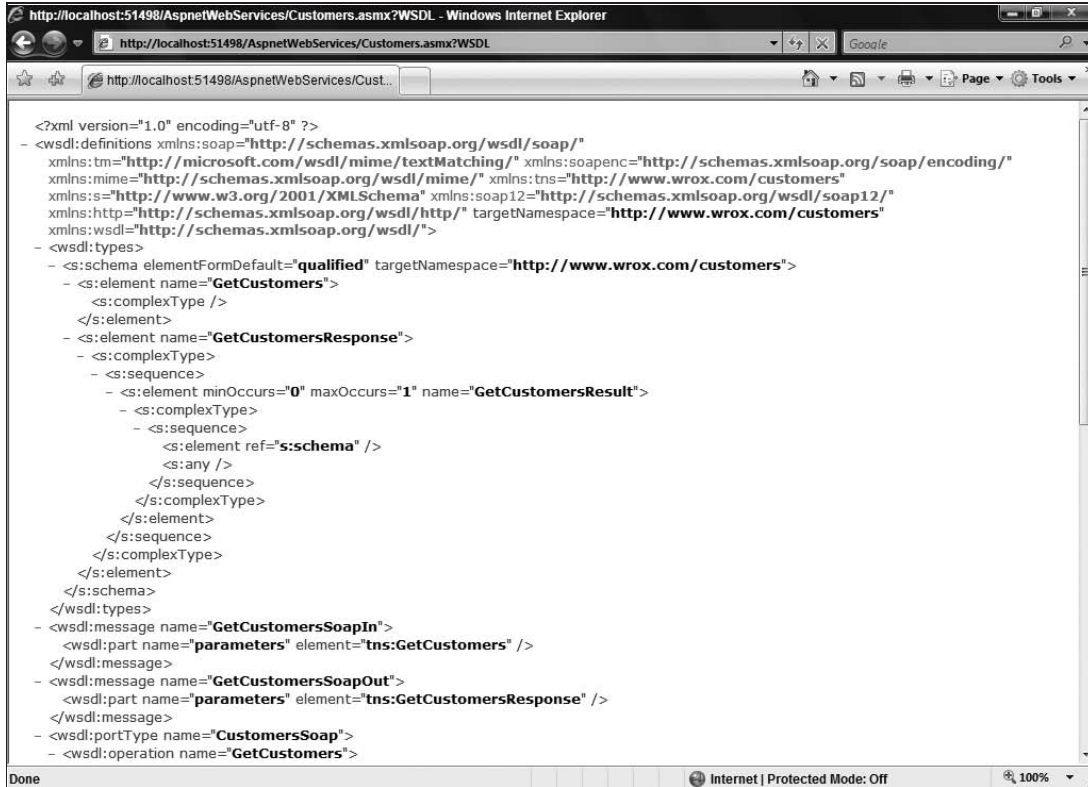 http://localhost:51498/AspnetWebServices/Customers.asmx?WSDL - Windows Internet Explorer
http://localhost:51498/AspnetWebServices/Customers.asmx?WSDL
Google
http://localhost:51498/AspnetWebServices/Cust...
Page
Tools
<?xml version="1.0" encoding="utf-8" ?>
- <wsdl:definitions xmlns:soap="http://schemas.xmlsoap.org/wsdl/soap/"
xmlns:tm="http://microsoft.com/wsdl/mime/textMatching/" xmlns:soapenc="http://schemas.xmlsoap.org/soap/encoding/"
xmlns:mime="http://schemas.xmlsoap.org/wsdl/mime/" xmlns:tns="http://www.wrox.com/customers"
xmlns:s="http://www.w3.org/2001/XMLSchema" xmlns:soap12="http://schemas.xmlsoap.org/wsdl/soap12/"
xmlns:http="http://schemas.xmlsoap.org/wsdl/http/" targetNamespace="http://www.wrox.com/customers"
xmlns:wsdl="http://schemas.xmlsoap.org/wsdl/">
- <wsdl:types>
- <s:schema elementFormDefault="qualified" targetNamespace="http://www.wrox.com/customers">
- <s:element name="GetCustomers">
<s:complexType />
</s:element>
- <s:element name="GetCustomersResponse">
- <s:complexType>
- <s:sequence>
- <s:element minOccurs="0" maxOccurs="1" name="GetCustomersResult">
- <s:complexType>
- <s:sequence>
<s:element ref="s:schema" />
<s:any />
</s:sequence>
</s:complexType>
</s:element>
</s:sequence>
</s:complexType>
</s:element>
</s:schema>
</wsdl:types>
- <wsdl:message name="GetCustomersSoapIn">
<wsdl:part name="parameters" element="tns:GetCustomers" />
</wsdl:message>
- <wsdl:message name="GetCustomersSoapOut">
<wsdl:part name="parameters" element="tns:GetCustomersResponse" />
</wsdl:message>
- <wsdl:portType name="CustomersSoap">
- <wsdl:operation name="GetCustomers">
Done
Internet | Protected Mode: Off
100%